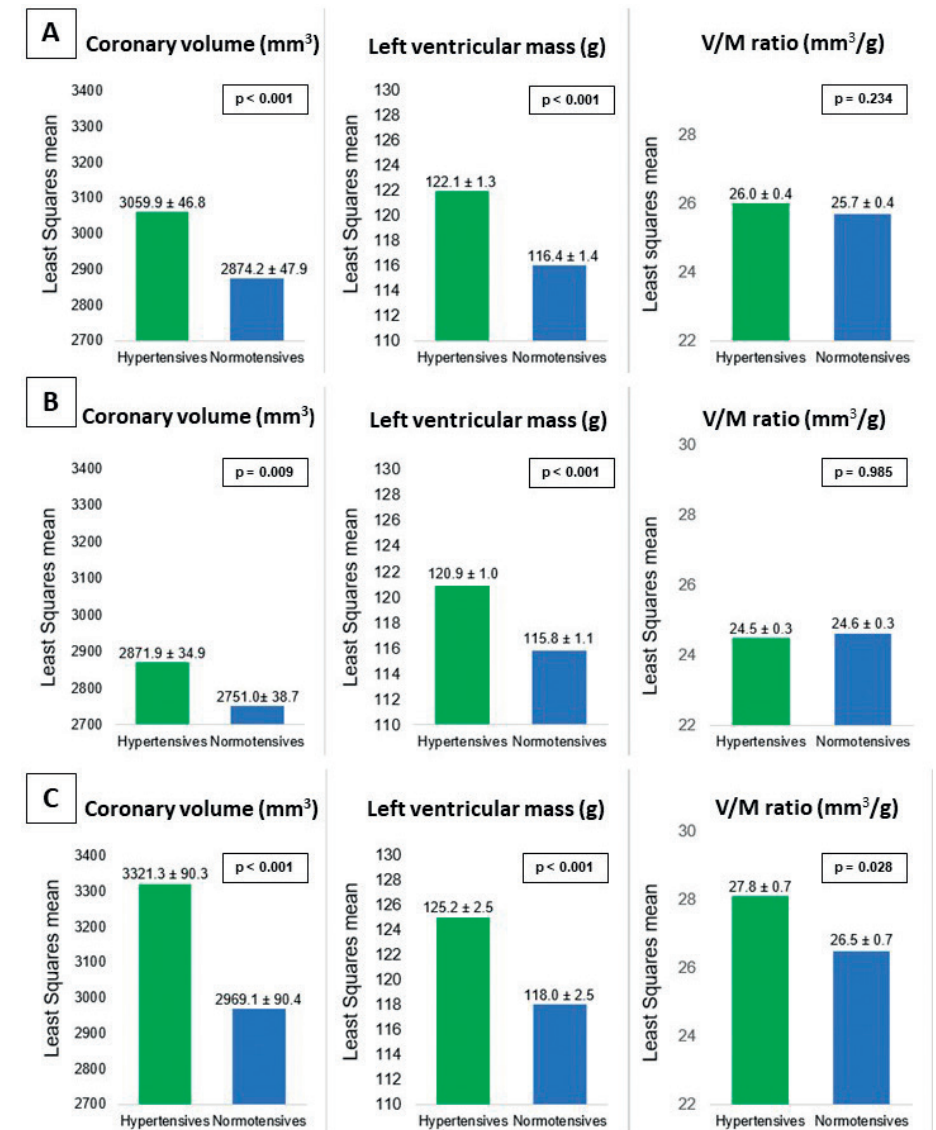 A
Coronary volume (mm³)
Left ventricular mass (g)
V/M ratio (mm³/g)
Least Squares mean
3400
3300
3200
3100
3000
2900
2800
2700
p < 0.001
3059.9 ± 46.8
2874.2 ± 47.9
Hypertensives Normotensives
Least Squares mean
130
128
126
124
122
120
118
116
114
112
110
p < 0.001
122.1 ± 1.3
116.4 ± 1.4
Hypertensives Normotensives
Least squares mean
28
26
24
22
p = 0.234
26.0 ± 0.4
25.7 ± 0.4
Hypertensives Normotensives
B
Coronary volume (mm³)
Left ventricular mass (g)
V/M ratio (mm³/g)
Least Squares mean
3400
3300
3200
3100
3000
2900
2800
2700
p = 0.009
2871.9 ± 34.9
2751.0± 38.7
Hypertensives Normotensives
Least Squares mean
130
128
126
124
122
120
118
116
114
112
110
p < 0.001
120.9 ± 1.0
115.8 ± 1.1
Hypertensives Normotensives
Least Squares mean
30
28
26
24
22
p = 0.985
24.5 ± 0.3
24.6 ± 0.3
Hypertensives Normotensives
C
Coronary volume (mm³)
Left ventricular mass (g)
V/M ratio (mm³/g)
Least Squares mean
3400
3300
3200
3100
3000
2900
2800
2700
p < 0.001
3321.3 ± 90.3
2969.1 ± 90.4
Hypertensives Normotensives
Least Squares mean
130
128
126
124
122
120
118
116
114
112
110
p < 0.001
125.2 ± 2.5
118.0 ± 2.5
Hypertensives Normotensives
Least Squares mean
30
28
26
24
22
p = 0.028
27.8 ± 0.7
26.5 ± 0.7
Hypertensives Normotensives